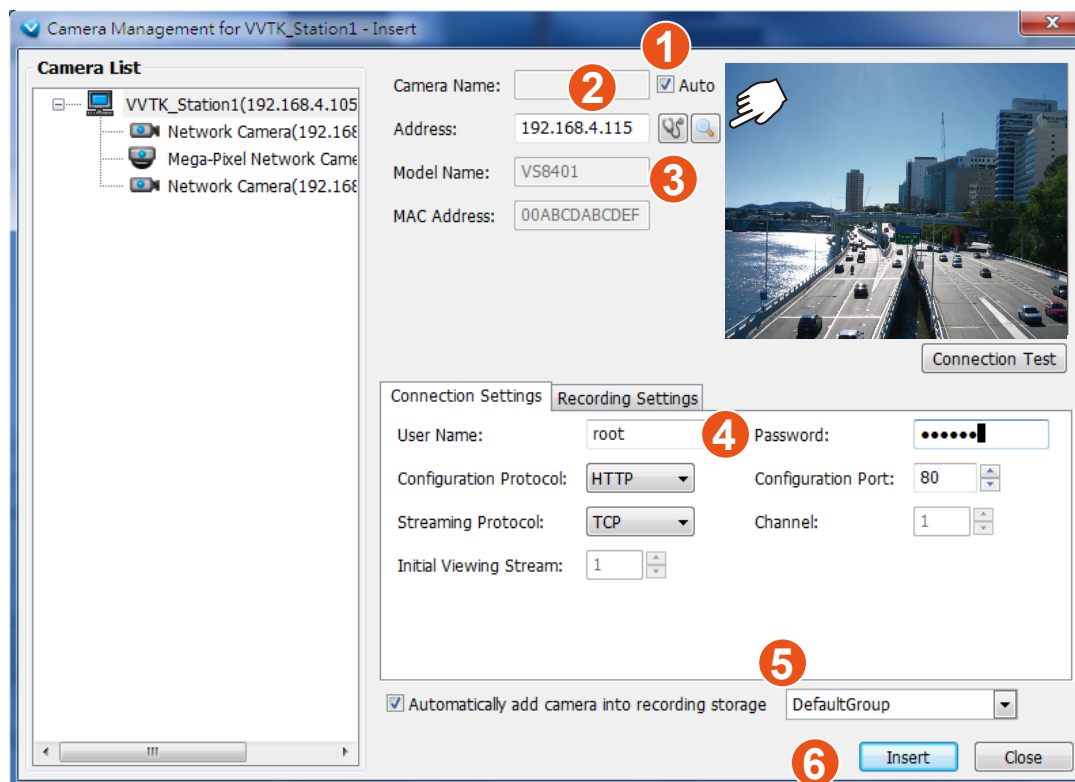 Camera Management for VVTK_Station1 - Insert
Camera List
VVTK_Station1(192.168.4.105
Network Camera(192.168
Mega-Pixel Network Came
Network Camera(192.168
1
Camera Name:
2
Auto
Address:
192.168.4.115
Model Name:
VS8401
3
MAC Address:
00ABCDABCDEF
Connection Test
Connection Settings
Recording Settings
User Name:
root
4
Password:
••••••
Configuration Protocol:
HTTP
Configuration Port:
80
Streaming Protocol:
TCP
Channel:
1
Initial Viewing Stream:
1
5
Automatically add camera into recording storage
DefaultGroup
6
Insert
Close